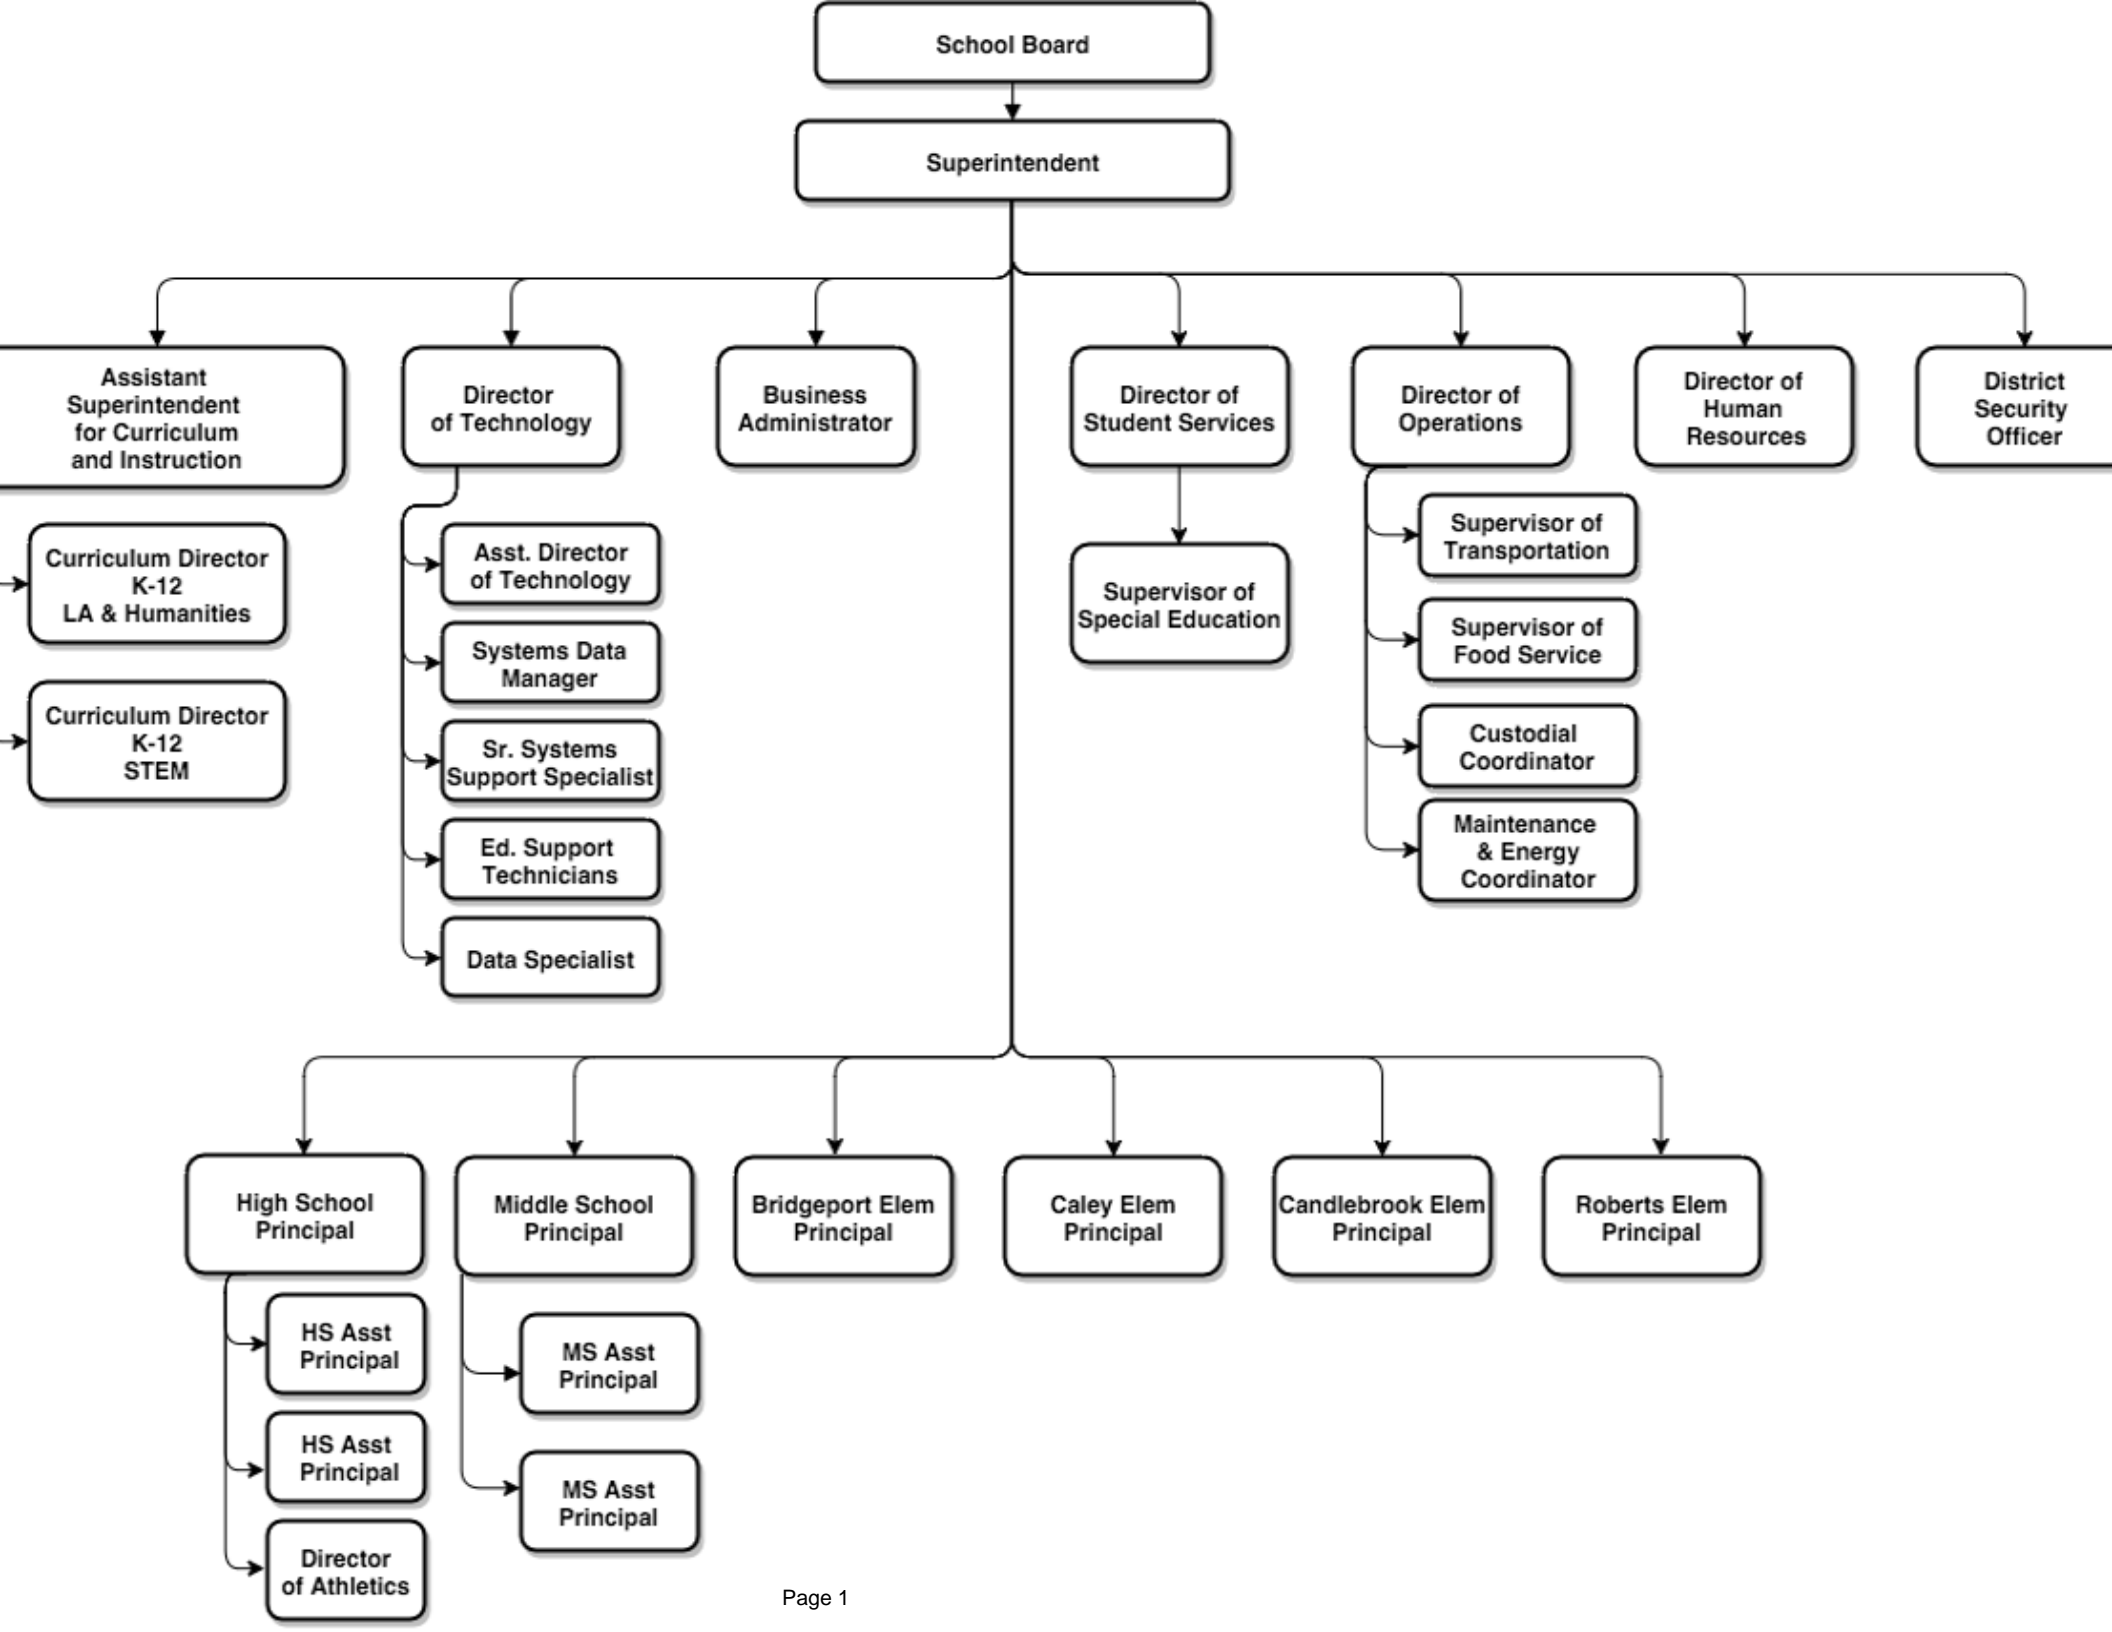 School Board
Superintendent
Assistant
Superintendent
for Curriculum
and Instruction
Director
of Technology
Business
Administrator
Director of
Student Services
Director of
Operations
Director of
Human
Resources
District
Security
Officer
Curriculum Director
K-12
LA & Humanities
Curriculum Director
K-12
STEM
Asst. Director
of Technology
Systems Data
Manager
Sr. Systems
Support Specialist
Ed. Support
Technicians
Data Specialist
Supervisor of
Special Education
Supervisor of
Transportation
Supervisor of
Food Service
Custodial
Coordinator
Maintenance
& Energy
Coordinator
High School
Principal
Middle School
Principal
Bridgeport Elem
Principal
Caley Elem
Principal
Candlebrook Elem
Principal
Roberts Elem
Principal
HS Asst
Principal
HS Asst
Principal
Director
of Athletics
MS Asst
Principal
MS Asst
Principal
Page 1